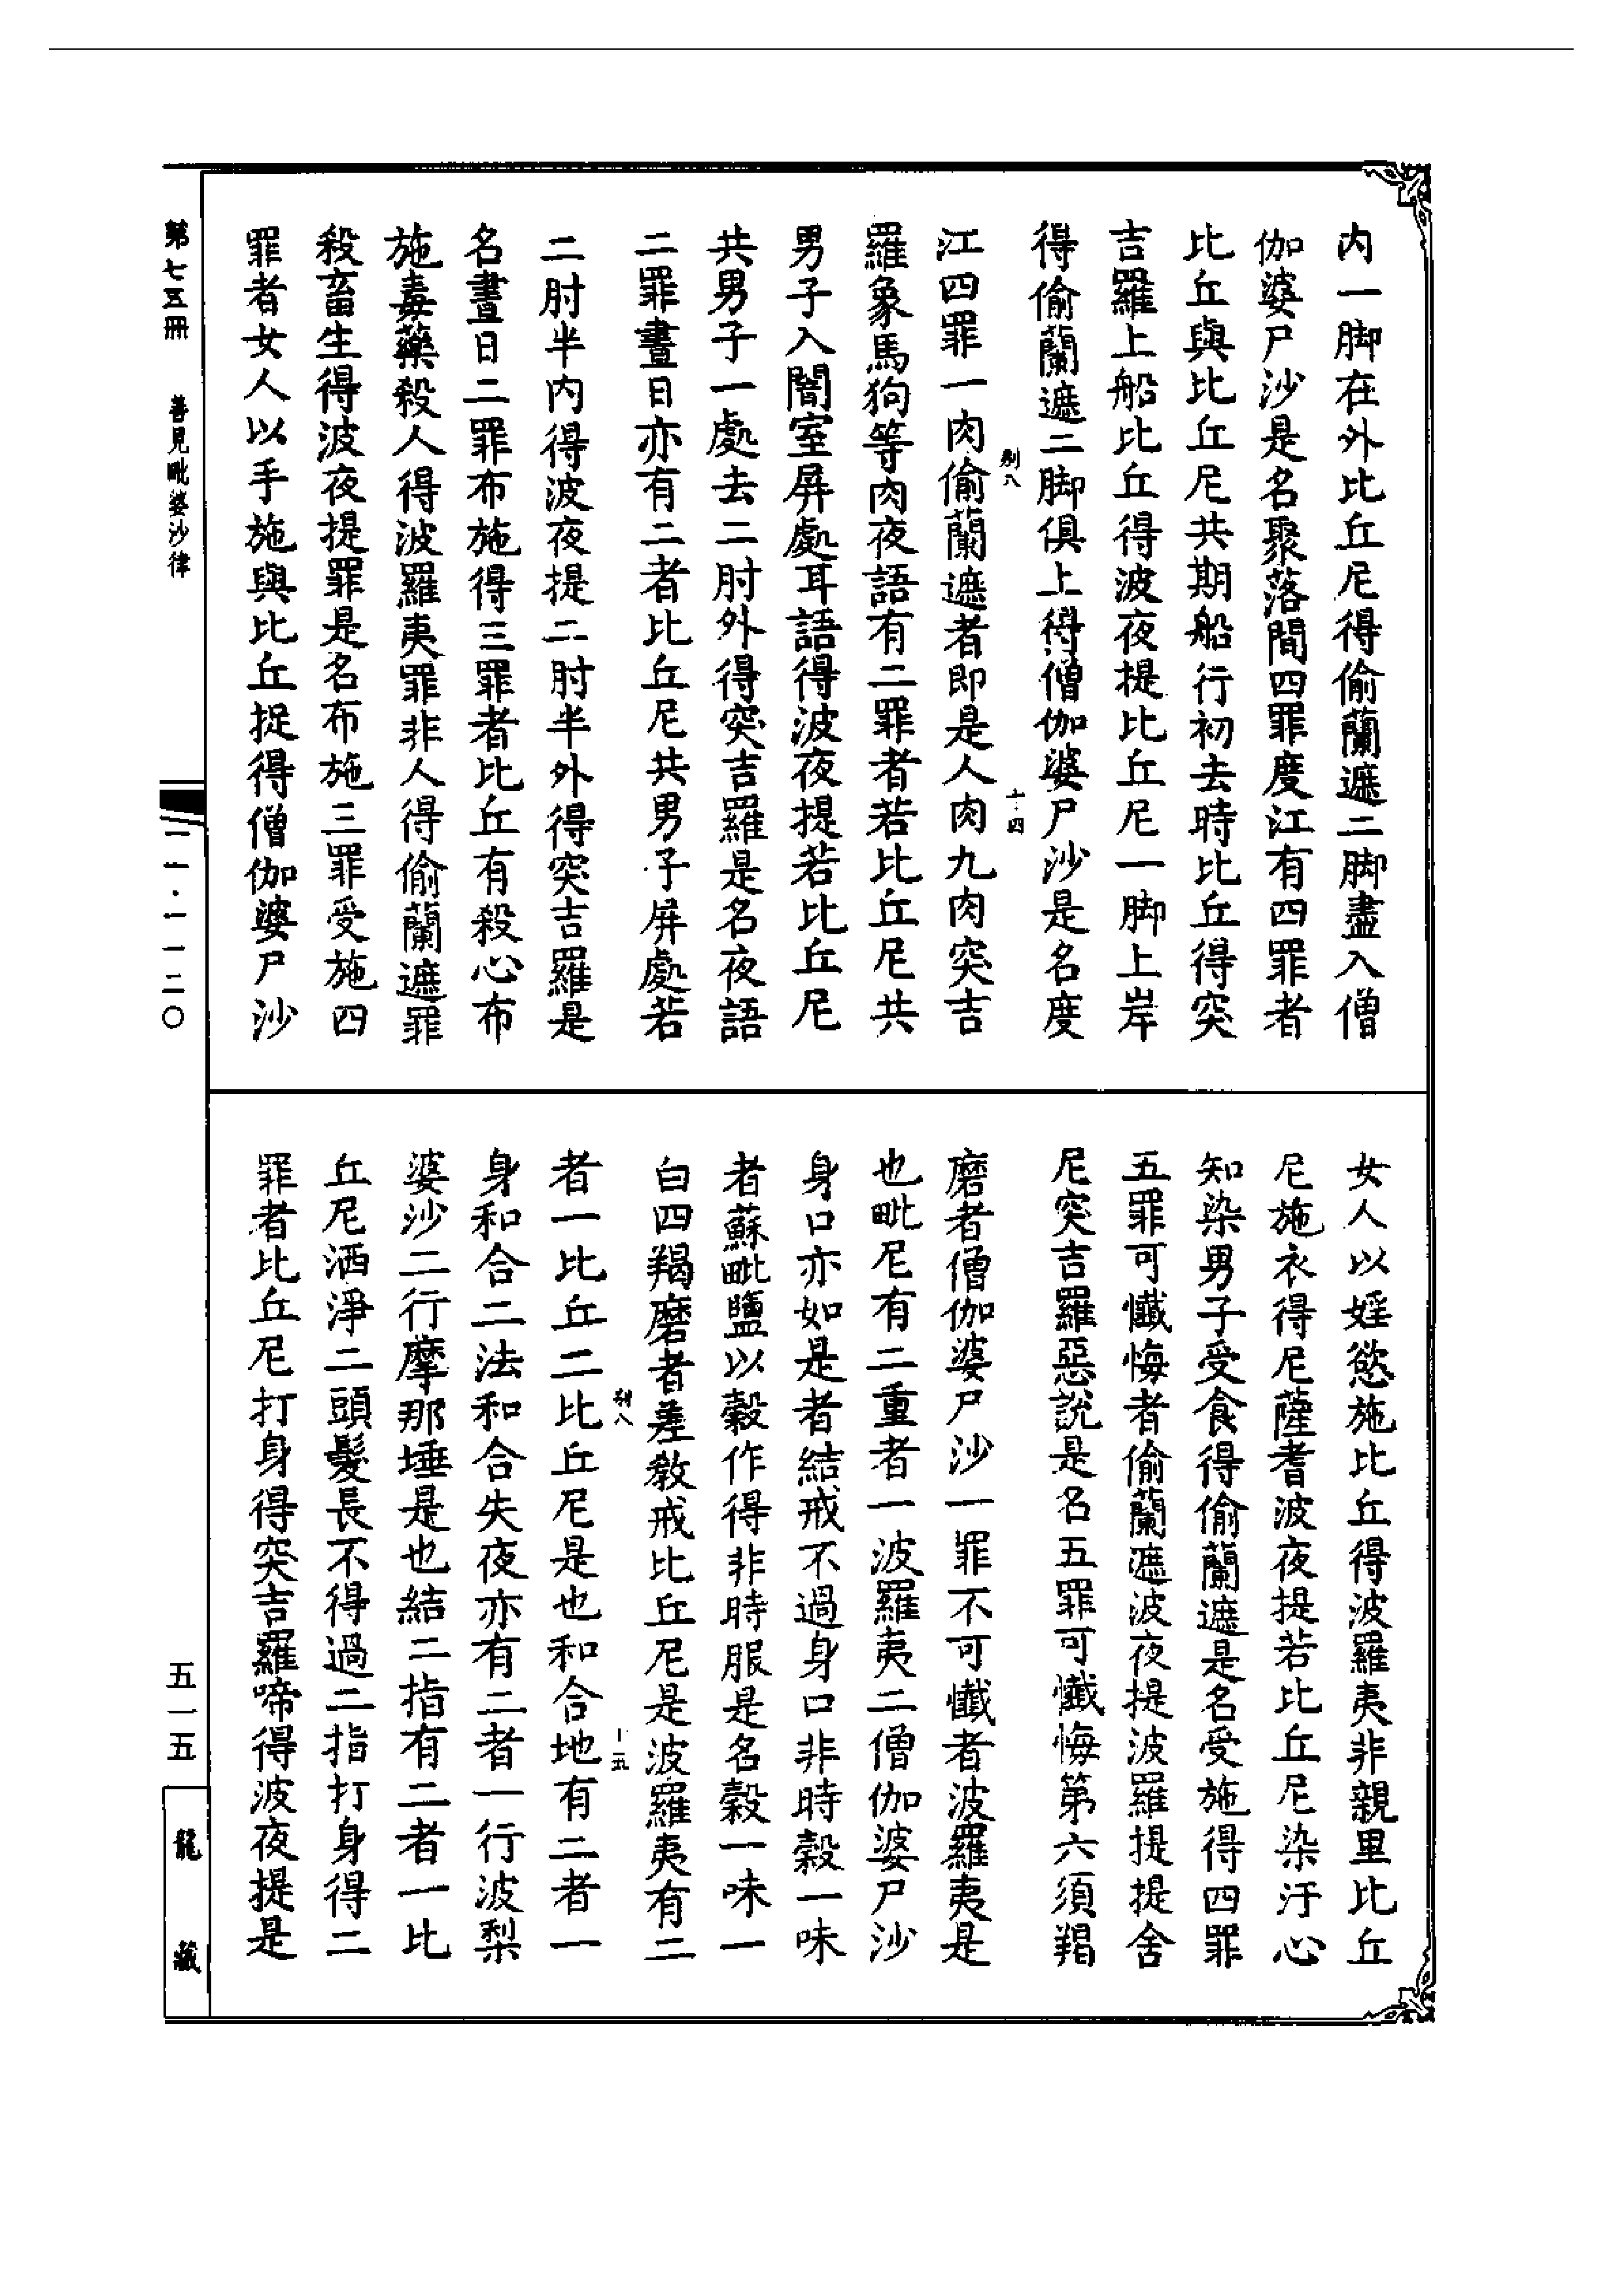 内一脚在外比丘尼得偷蘭遮二脚盡入僧
伽婆尸沙是名聚落間四罪度江有四罪者
比丘與比丘尼共期船行初去時比丘得突
吉羅上船比丘得波夜提比丘尼一脚上岸
得偷蘭遮二脚俱上得僧伽婆尸沙是名度
江四罪一肉偷蘭遮者即是人肉九肉突吉
羅象馬狗等肉夜語有二罪者若比丘尼共
男子入闇室屏處耳語得波夜提若比丘尼
共男子一處去二肘外得突吉羅是名夜語
二罪晝日亦有二者比丘尼共男子屏處若
二肘半内得波夜提二肘半外得突吉羅是
名晝日二罪布施得三罪者比丘有殺心布
施毒藥殺人得波羅夷罪非人得偷蘭遮罪
殺畜生得波夜提罪是名布施三罪受施四
罪者女人以手施與比丘捉得僧伽婆尸沙
女人以婬慾施比丘得波羅夷非親里比丘
尼施衣得尼薩耆波夜提若比丘尼染汙心
知染男子受食得偷蘭遮是名受施得四罪
五罪可懺悔者偷蘭遮波夜提波羅提提舍
尼突吉羅惡說是名五罪可懺悔第六須羯
磨者僧伽婆尸沙一罪不可懺者波羅夷是
也毗尼有二重者一波羅夷二僧伽婆尸沙
身口亦如是者結戒不過身口非時穀一味
者蘇毗鹽以穀作得非時服是名穀一味一
白四羯磨者差教戒比丘尼是波羅夷有二
者一比丘二比丘尼是也和合地有二者一
身和合二法和合失夜亦有二者一行波梨
婆沙二行摩那埵是也結二指有二者一比
丘尼洒淨二頭髮長不得過二指打身得二
罪者比丘尼打身得突吉羅啼得波夜提是
別八
十四
別八
十五
第七五冊
善見毗婆沙律
一一·一一二〇
五一五
龍藏